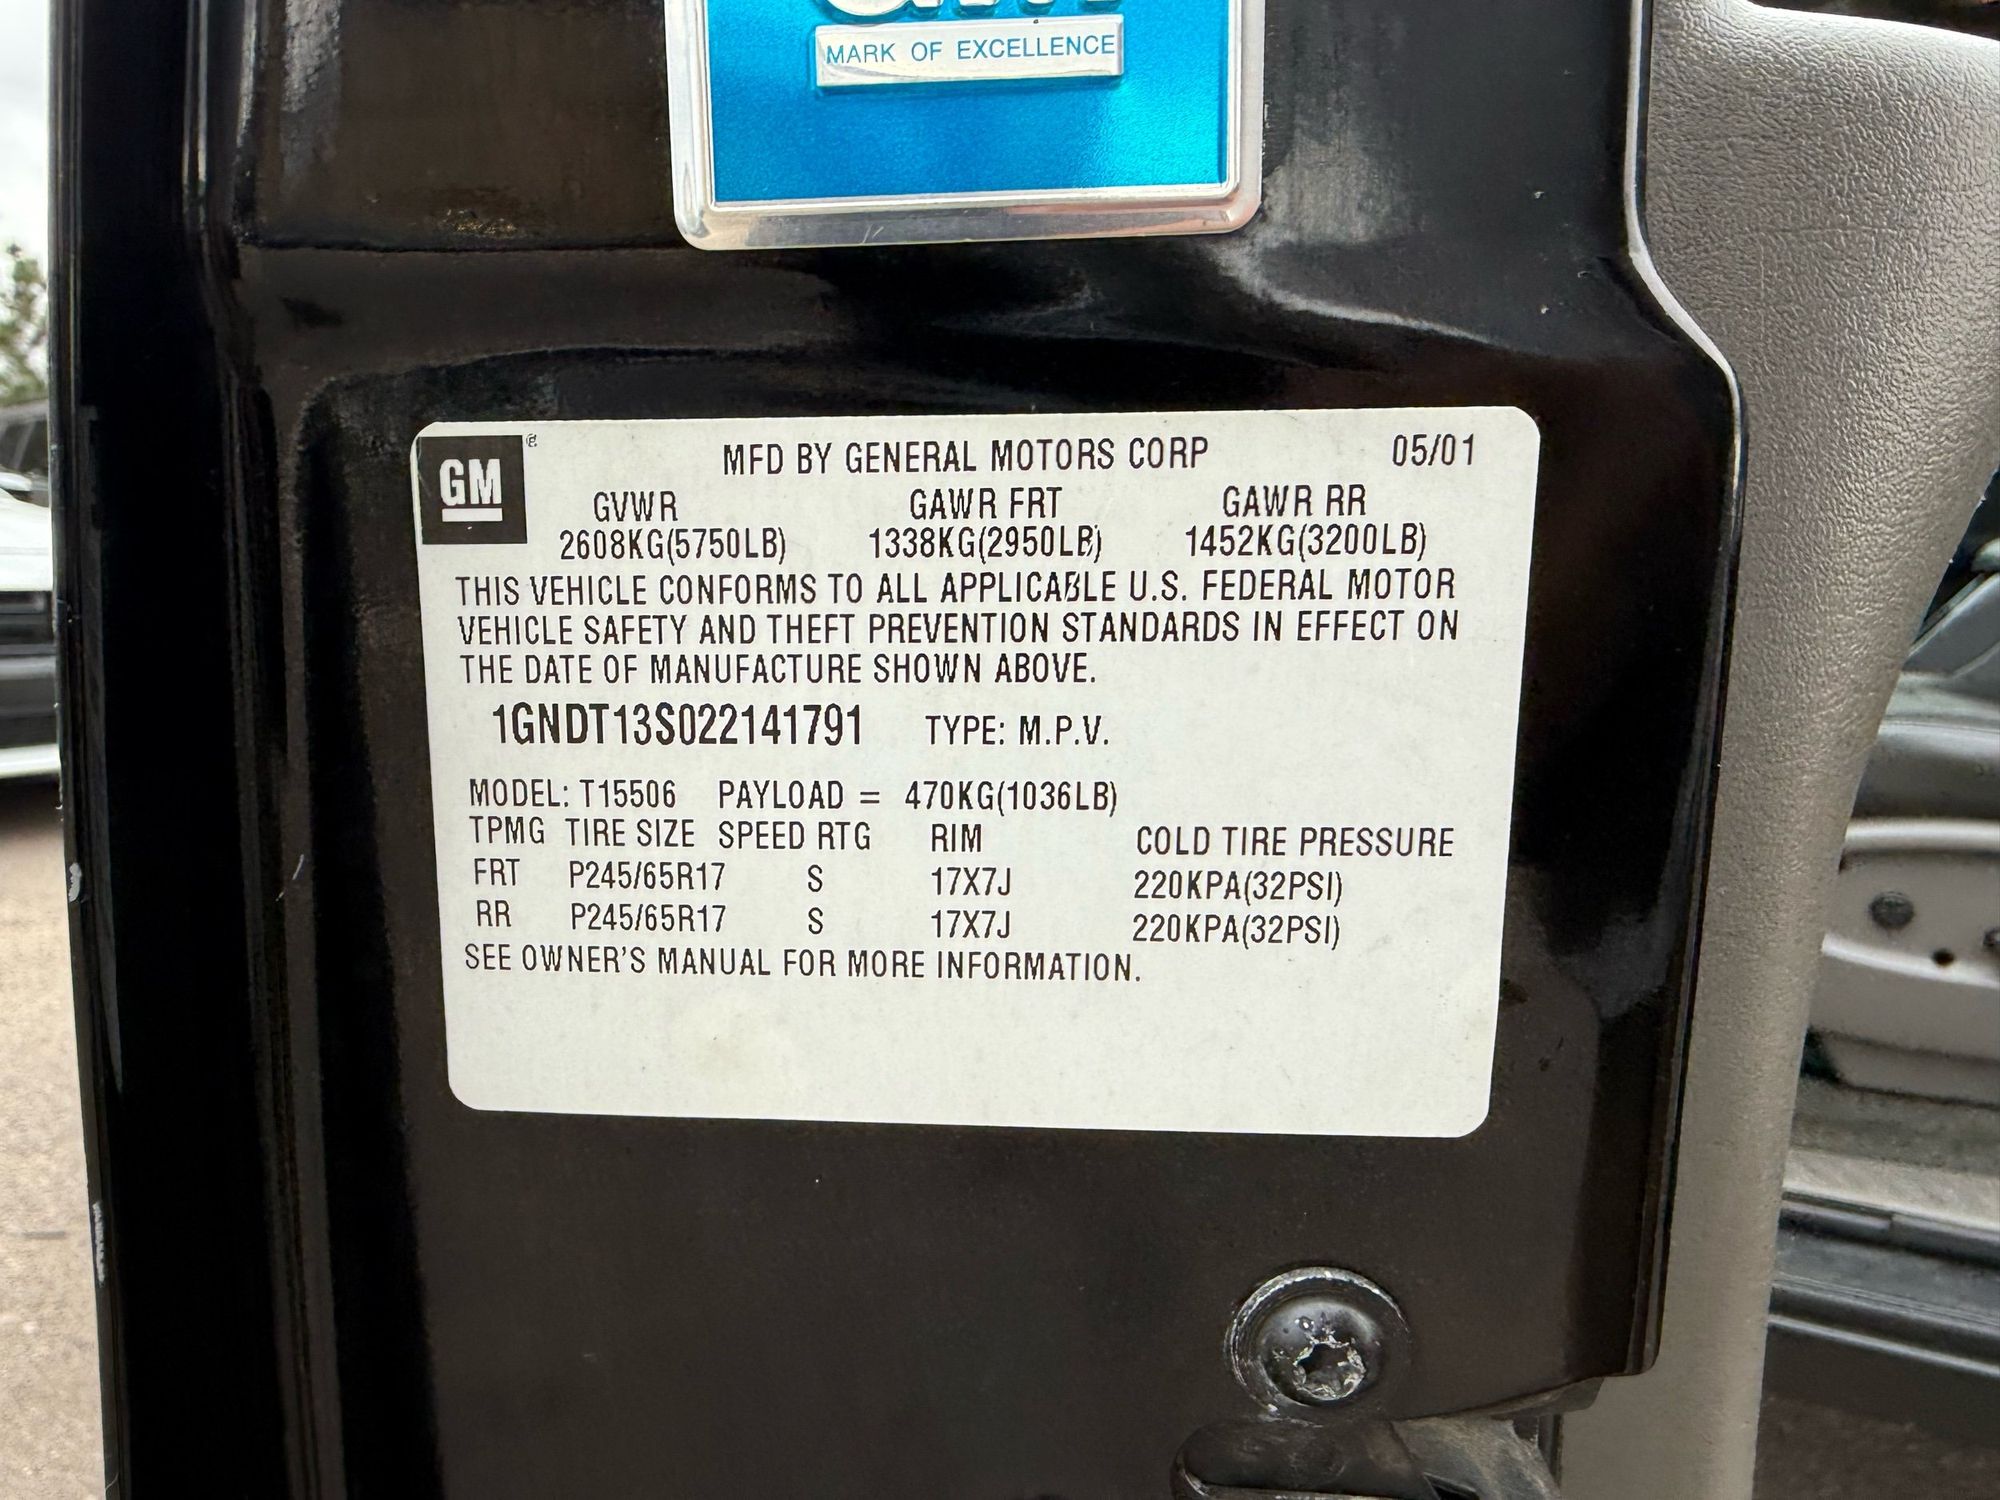 MARK OF EXCELLENCE
GM
MFD BY GENERAL MOTORS CORP 05/01
GVWR GAWR FRT GAWR RR
2608KG(5750LB) 1338KG(2950LB) 1452KG(3200LB)
THIS VEHICLE CONFORMS TO ALL APPLICABLE U.S. FEDERAL MOTOR
VEHICLE SAFETY AND THEFT PREVENTION STANDARDS IN EFFECT ON
THE DATE OF MANUFACTURE SHOWN ABOVE.
1GNDT13S022141791 TYPE: M.P.V.
MODEL: T15506 PAYLOAD = 470KG(1036LB)
TPMG TIRE SIZE SPEED RTG RIM COLD TIRE PRESSURE
FRT P245/65R17 S 17X7J 220KPA(32PSI)
RR P245/65R17 S 17X7J 220KPA(32PSI)
SEE OWNER'S MANUAL FOR MORE INFORMATION.